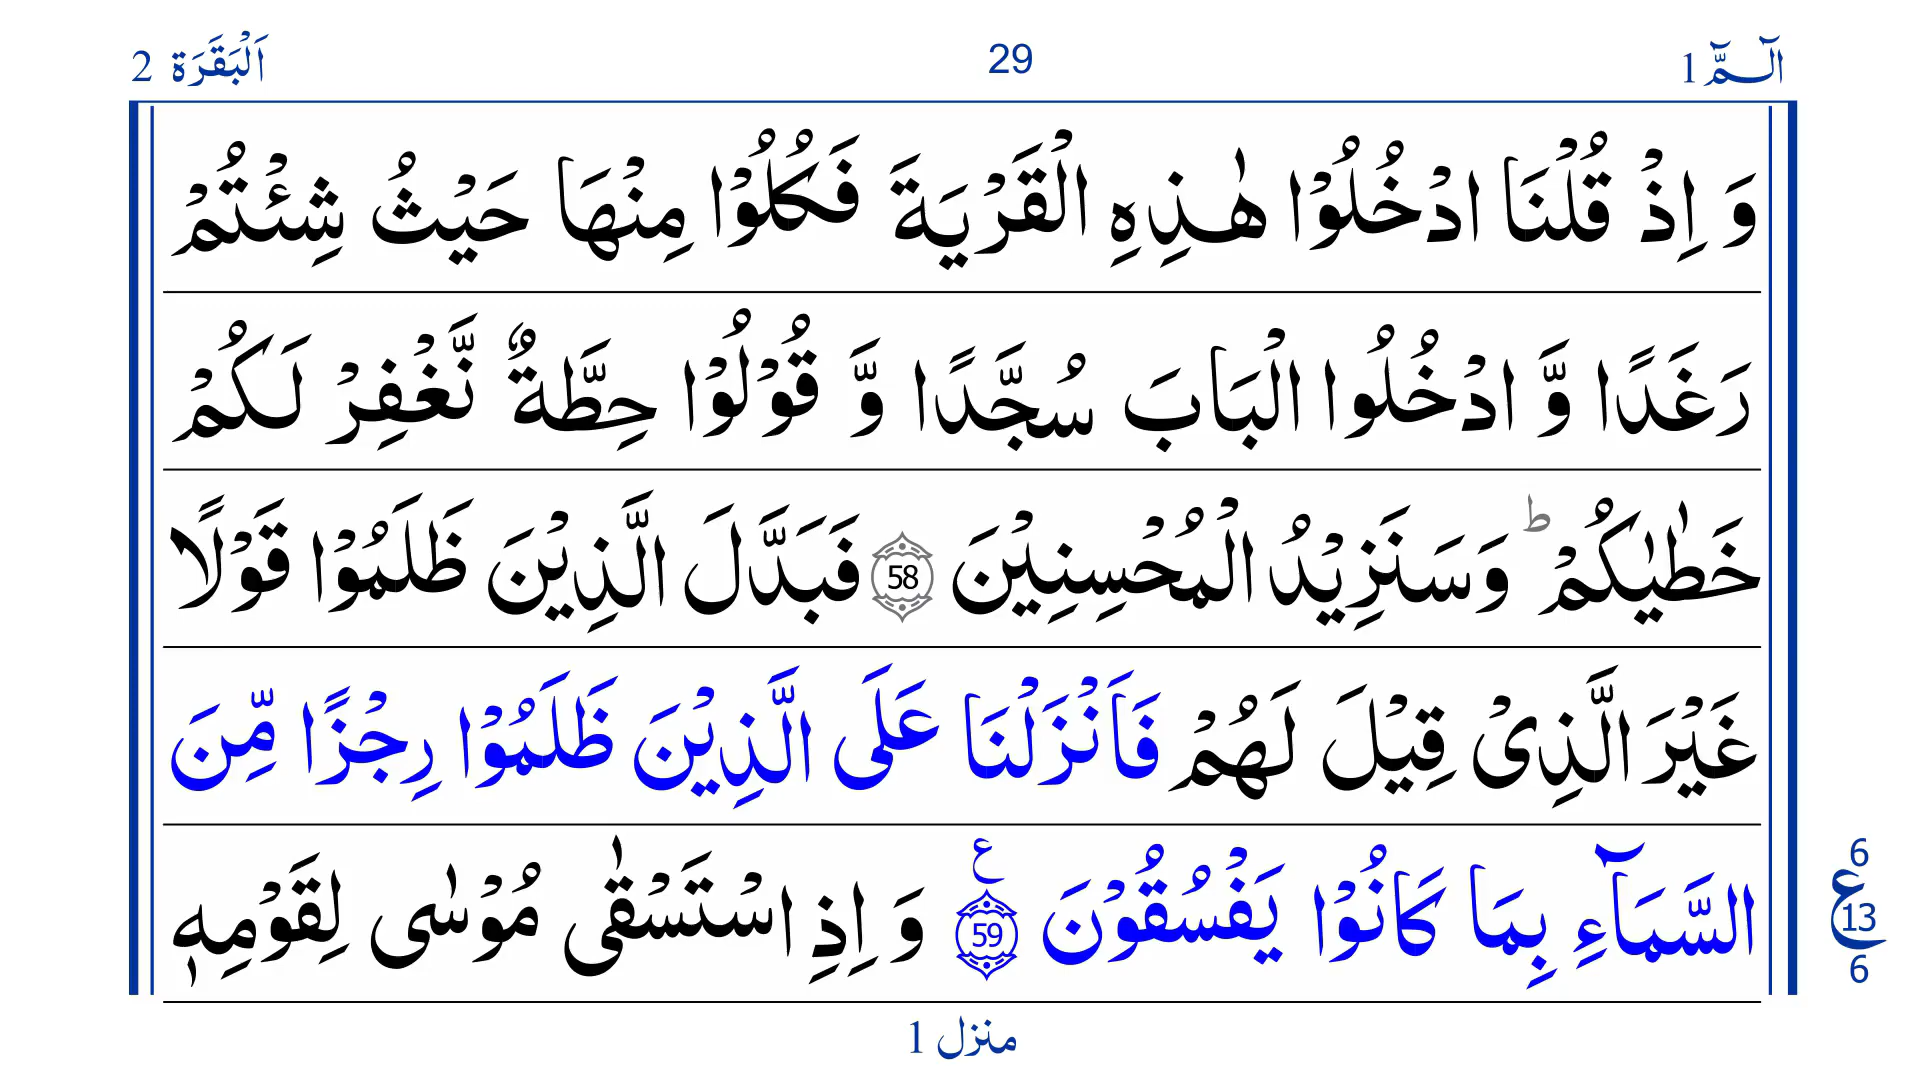 الٓـمّٓ 1 29 اَلْبَقَرَة 2
وَ اِذْ قُلْنَا ادْخُلُوْا هٰذِهِ الْقَرْيَةَ فَكُلُوْا مِنْهَا حَيْثُ شِئْتُمْ
رَغَدًا وَّ ادْخُلُوا الْبَابَ سُجَّدًا وَّ قُوْلُوْا حِطَّةٌ نَّغْفِرْ لَكُمْ
خَطٰيٰكُمْ ؕ وَسَنَزِيْدُ الْمُحْسِنِيْنَ 58 فَبَدَّلَ الَّذِيْنَ ظَلَمُوْا قَوْلًا
غَيْرَ الَّذِىْ قِيْلَ لَهُمْ فَاَنْزَلْنَا عَلَى الَّذِيْنَ ظَلَمُوْا رِجْزًا مِّنَ
السَّمَآءِ بِمَا كَانُوْا يَفْسُقُوْنَ ع 59 وَ اِذِ اسْتَسْقٰى مُوْسٰى لِقَوْمِهٖ
6
ع 13
6
منزل 1